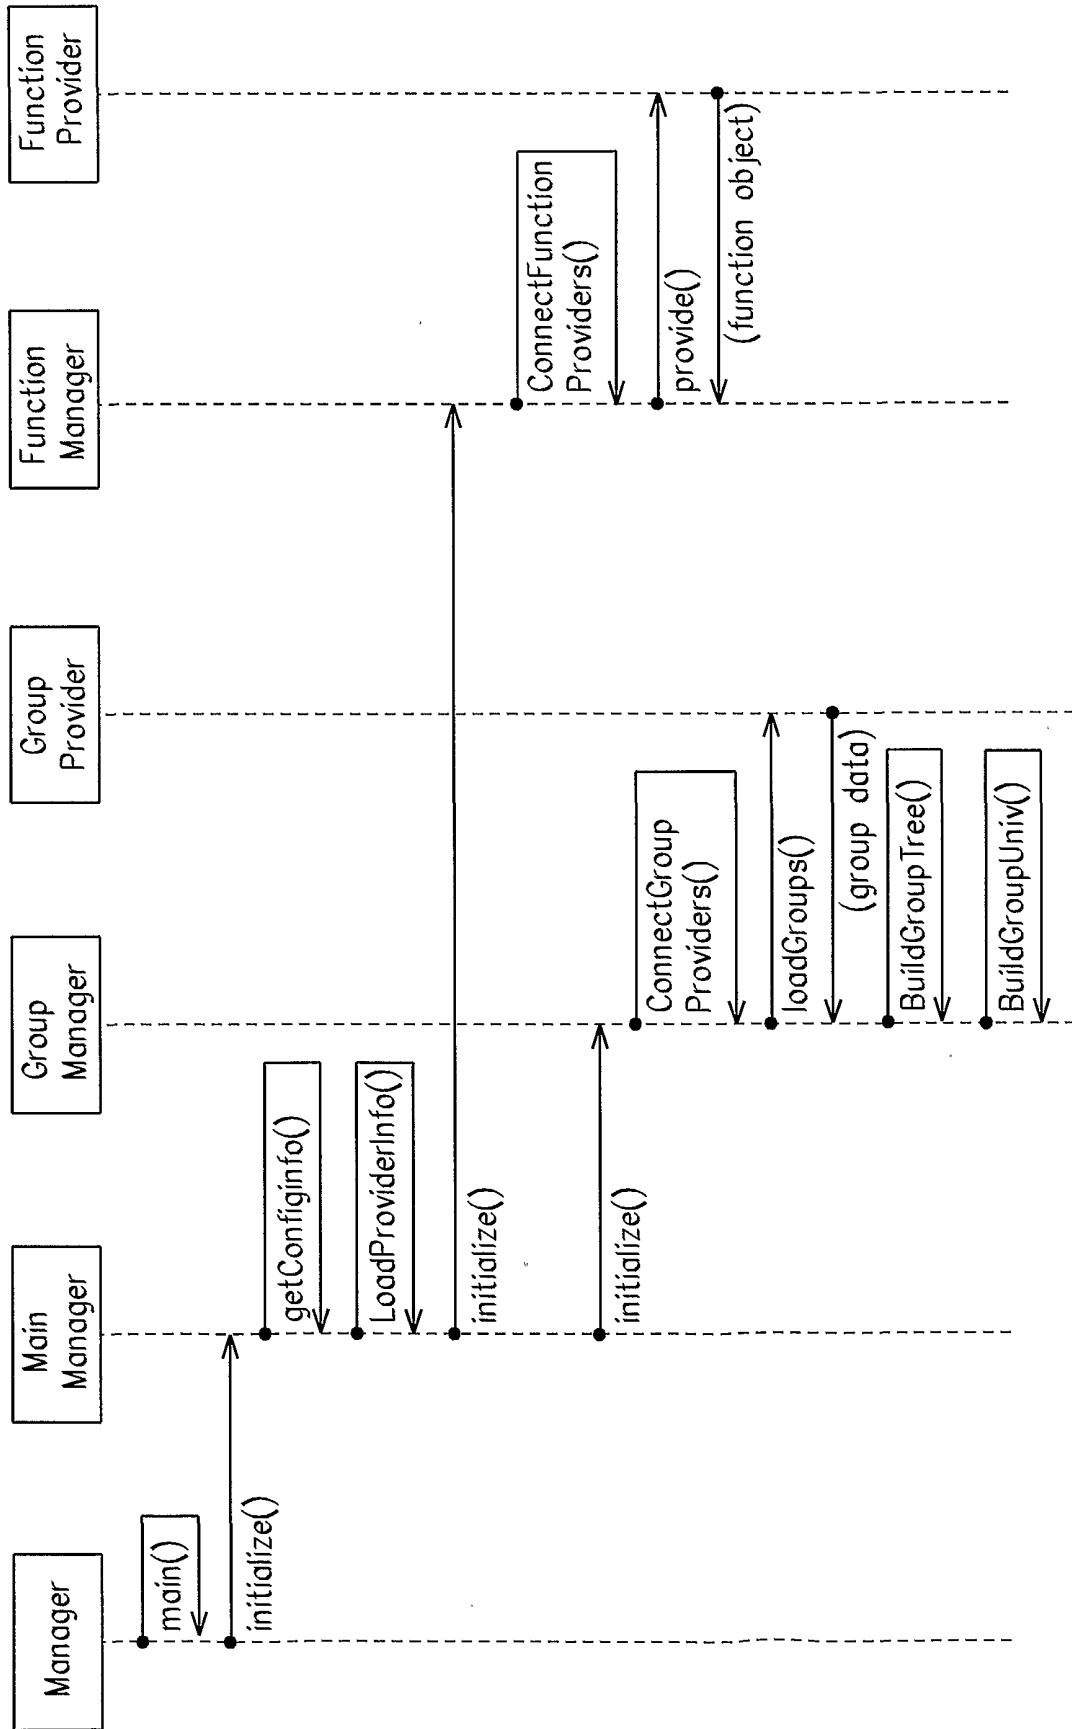 Manager
Main
Manager
Group
Manager
Group
Provider
Function
Manager
Function
Provider
main()
initialize()
getConfiginfo()
LoadProviderInfo()
initialize()
ConnectFunction
Providers()
initialize()
ConnectGroup
Providers()
provide()
(function object)
loadGroups()
(group data)
BuildGroupTree()
BuildGroupUniv()